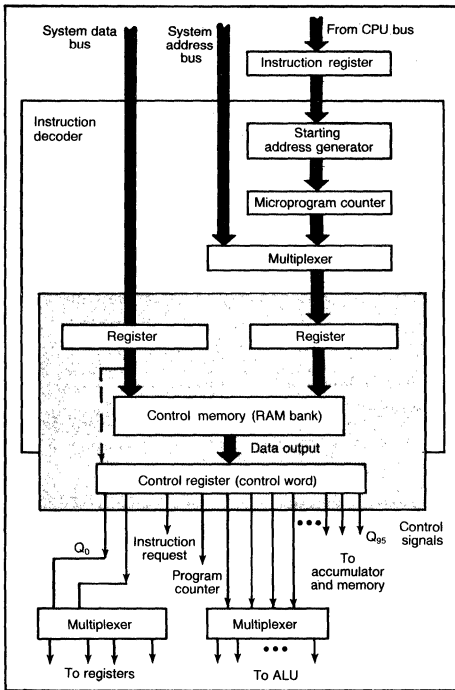 System data
bus
System
address
bus
From CPU bus
Instruction register
Instruction
decoder
Starting
address generator
Microprogram counter
Multiplexer
Register
Register
Control memory (RAM bank)
Data output
Control register (control word)
Q0
Instruction
request
Program
counter
Q95
Control
signals
To
accumulator
and memory
Multiplexer
Multiplexer
To registers
To ALU